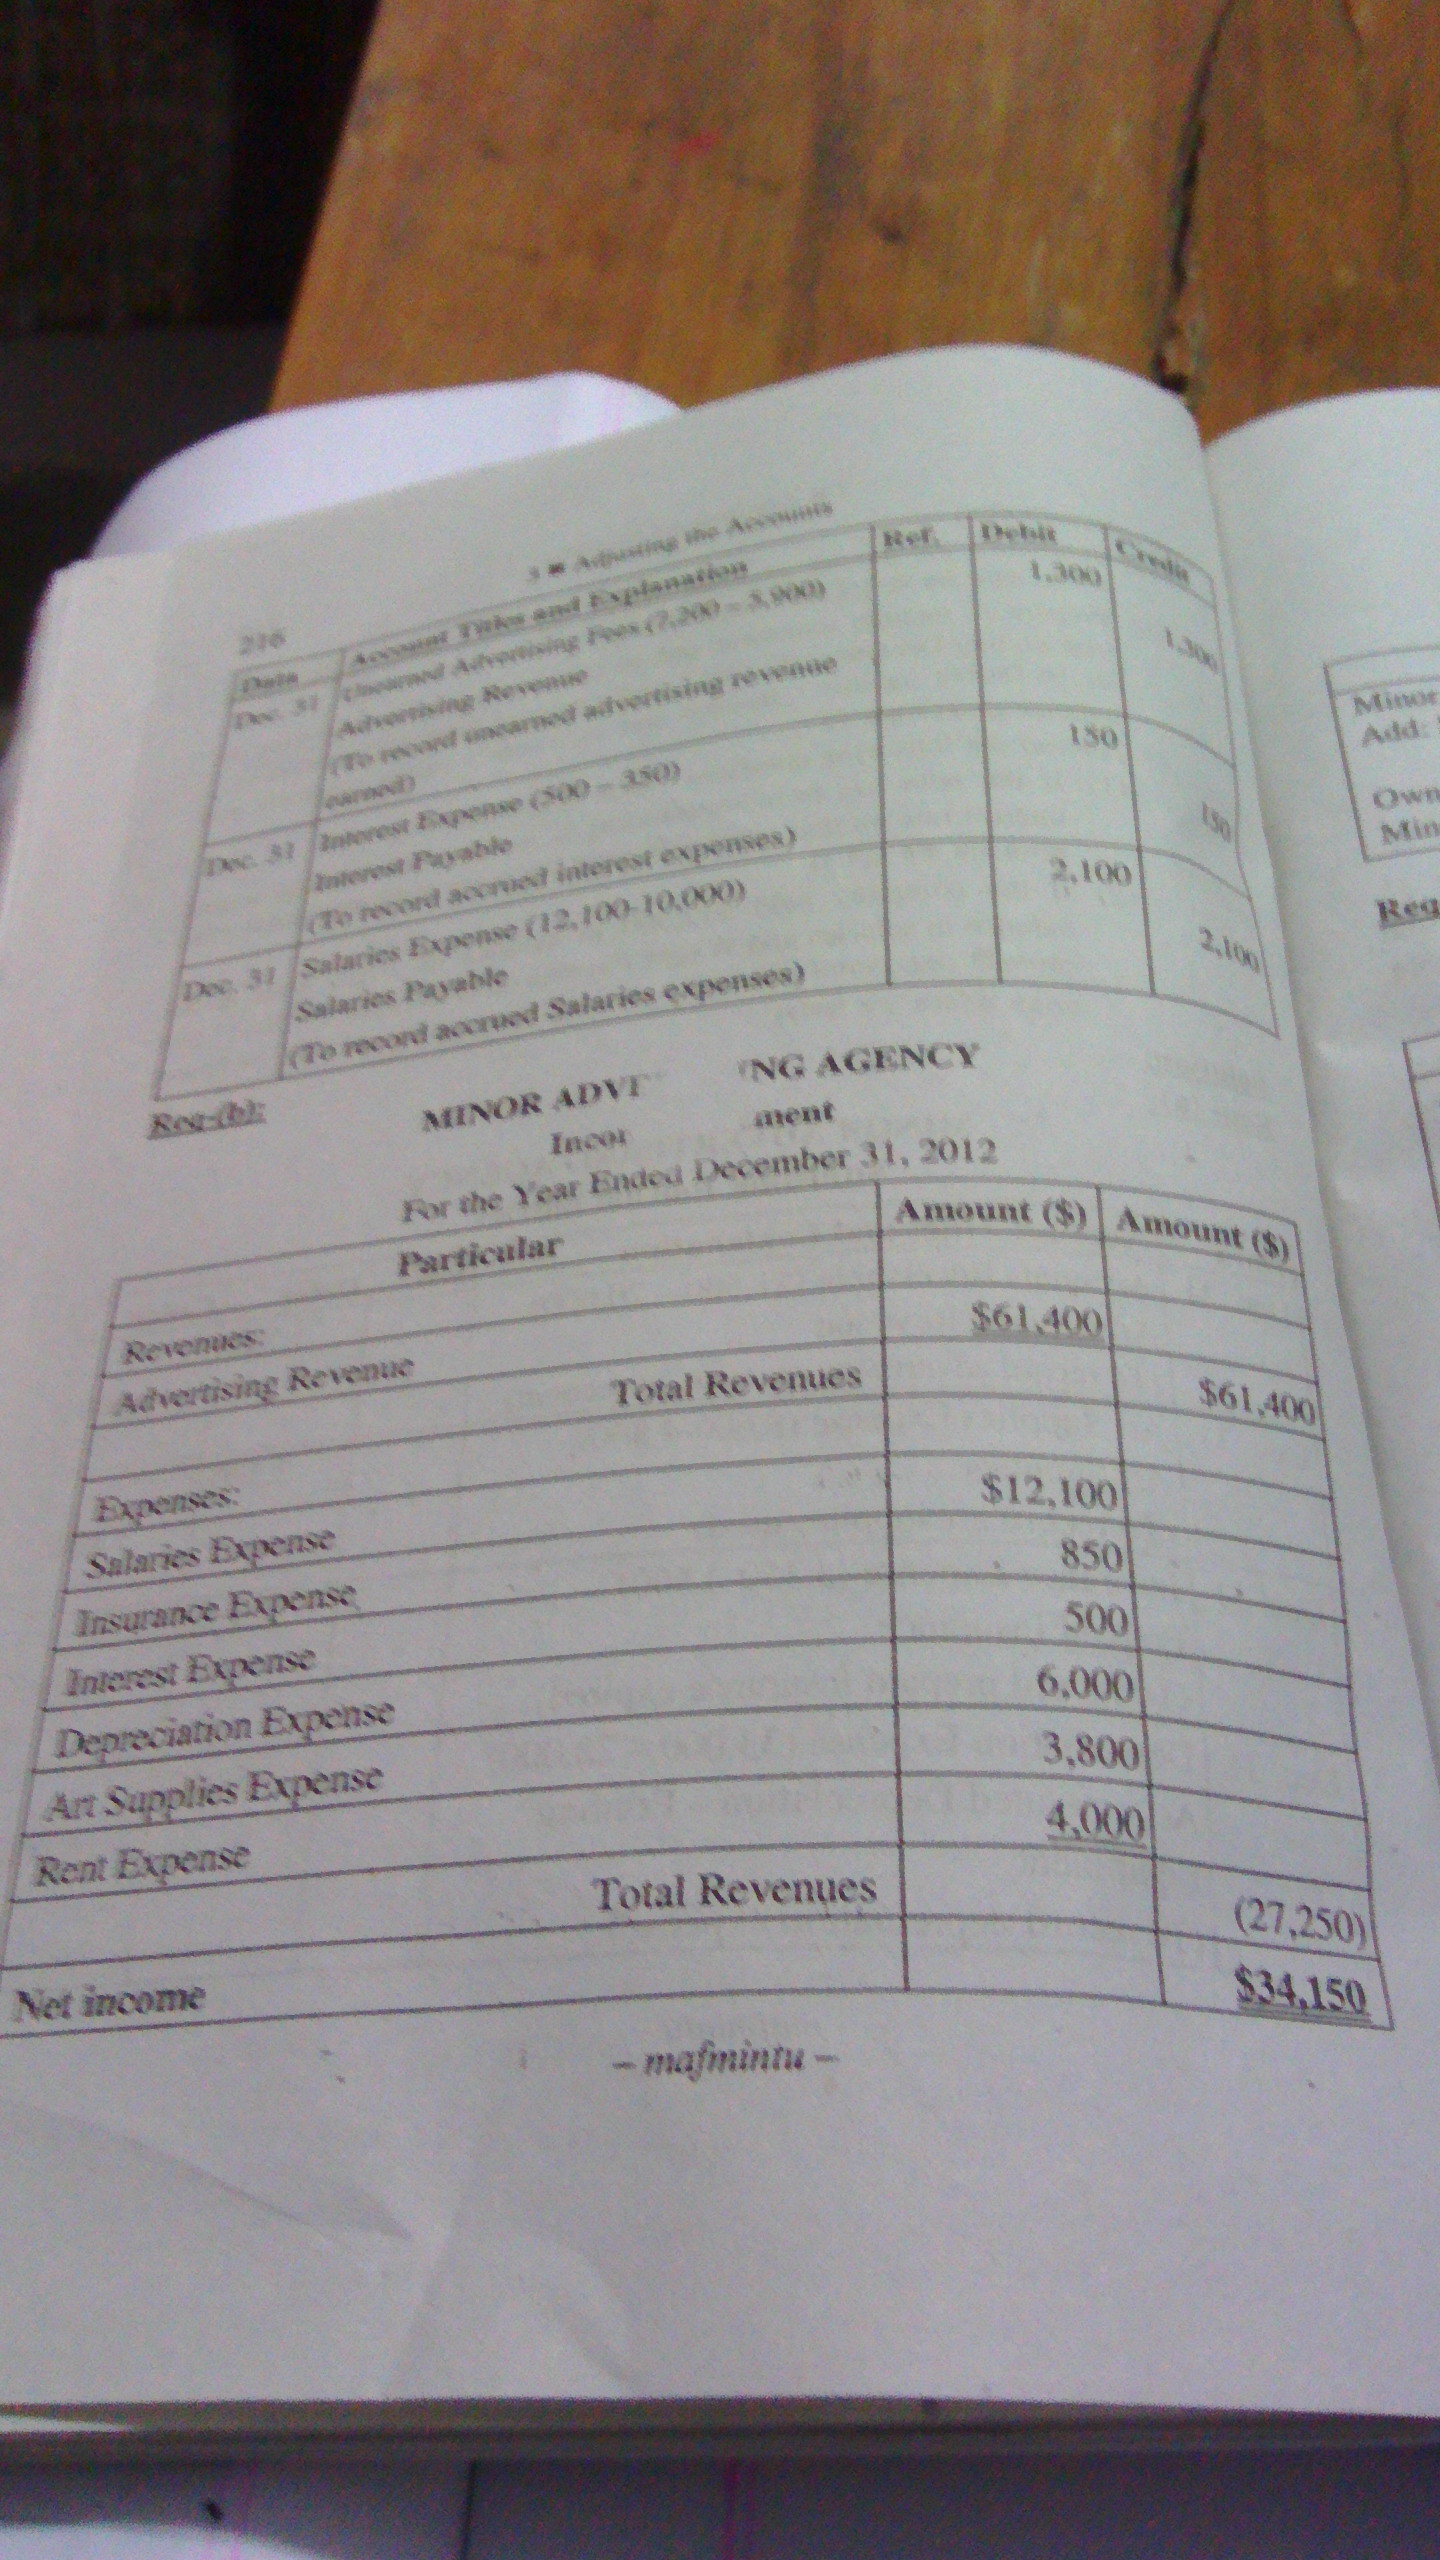 216
3 ■ Adjusting the Accounts
Data Account Titles and Explanation Ref. Debit Credit
Dec. 31 Unearned Advertising Fees (7,200 – 5,900) 1,300
Advertising Revenue 1,300
(To record unearned advertising revenue
earned)
Dec. 31 Interest Expense (500 – 350) 150
Interest Payable 150
(To record accrued interest expenses)
Dec. 31 Salaries Expense (12,100-10,000) 2,100
Salaries Payable 2,100
(To record accrued Salaries expenses)
Req-(b):
MINOR ADV NG AGENCY
Inco ment
For the Year Ended December 31, 2012
Particular Amount ($) Amount ($)
Revenues:
Advertising Revenue $61,400
Total Revenues $61,400
Expenses:
Salaries Expense $12,100
Insurance Expense 850
Interest Expense 500
Depreciation Expense 6,000
Art Supplies Expense 3,800
Rent Expense 4,000
Total Revenues (27,250)
Net income $34,150
– mafmintu –
Minor
Add:
Own
Min
Req